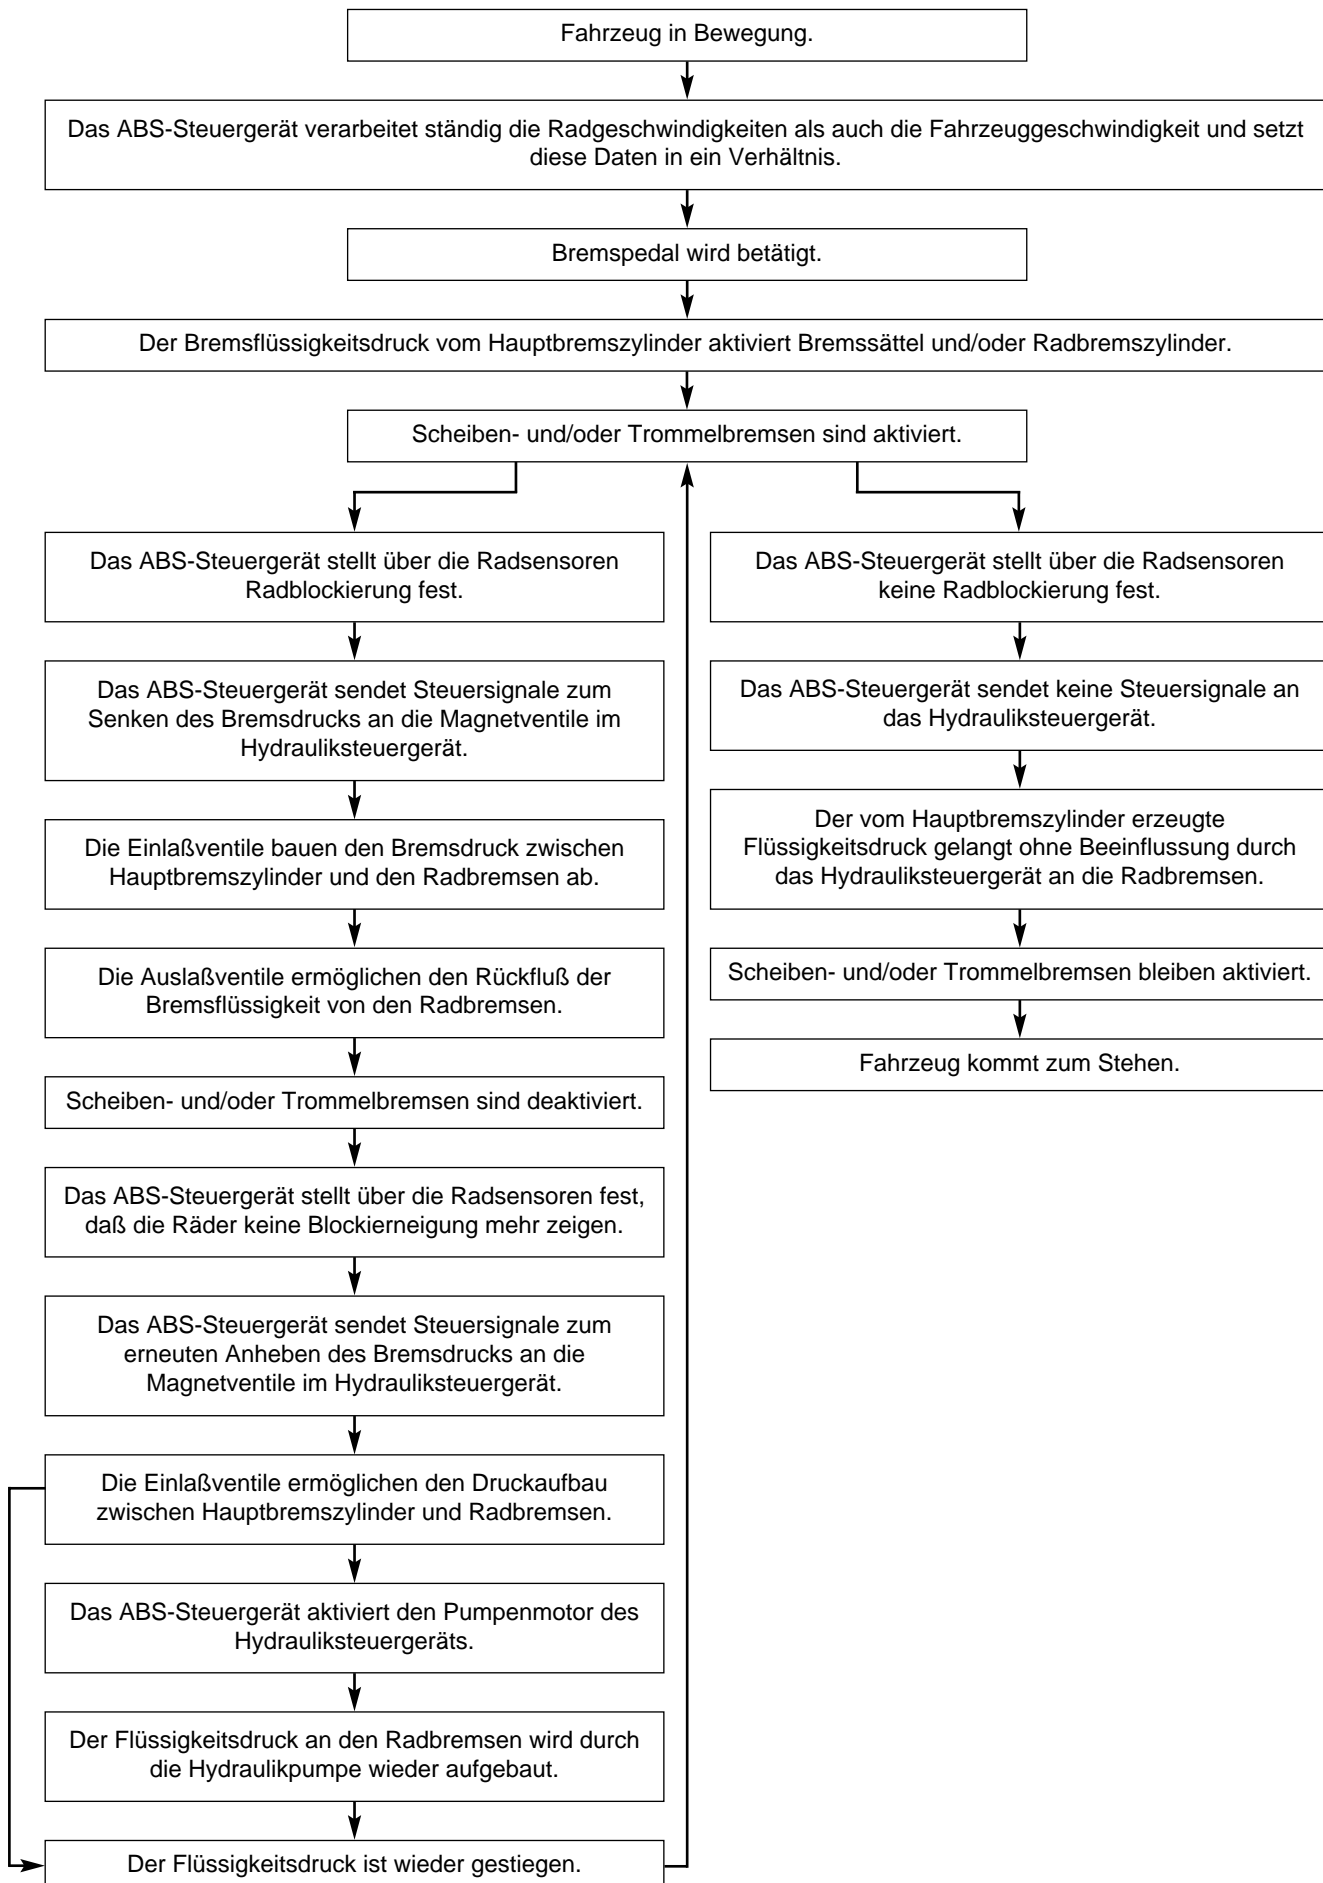 Fahrzeug in Bewegung.
Das ABS-Steuergerät verarbeitet ständig die Radgeschwindigkeiten als auch die Fahrzeuggeschwindigkeit und setzt
diese Daten in ein Verhältnis.
Bremspedal wird betätigt.
Der Bremsflüssigkeitsdruck vom Hauptbremszylinder aktiviert Bremssättel und/oder Radbremszylinder.
Scheiben- und/oder Trommelbremsen sind aktiviert.
Das ABS-Steuergerät stellt über die Radsensoren
Radblockierung fest.
Das ABS-Steuergerät sendet Steuersignale zum
Senken des Bremsdrucks an die Magnetventile im
Hydrauliksteuergerät.
Die Einlaßventile bauen den Bremsdruck zwischen
Hauptbremszylinder und den Radbremsen ab.
Die Auslaßventile ermöglichen den Rückfluß der
Bremsflüssigkeit von den Radbremsen.
Scheiben- und/oder Trommelbremsen sind deaktiviert.
Das ABS-Steuergerät stellt über die Radsensoren fest,
daß die Räder keine Blockierneigung mehr zeigen.
Das ABS-Steuergerät sendet Steuersignale zum
erneuten Anheben des Bremsdrucks an die
Magnetventile im Hydrauliksteuergerät.
Die Einlaßventile ermöglichen den Druckaufbau
zwischen Hauptbremszylinder und Radbremsen.
Das ABS-Steuergerät aktiviert den Pumpenmotor des
Hydrauliksteuergeräts.
Der Flüssigkeitsdruck an den Radbremsen wird durch
die Hydraulikpumpe wieder aufgebaut.
Der Flüssigkeitsdruck ist wieder gestiegen.
Das ABS-Steuergerät stellt über die Radsensoren
keine Radblockierung fest.
Das ABS-Steuergerät sendet keine Steuersignale an
das Hydrauliksteuergerät.
Der vom Hauptbremszylinder erzeugte
Flüssigkeitsdruck gelangt ohne Beeinflussung durch
das Hydrauliksteuergerät an die Radbremsen.
Scheiben- und/oder Trommelbremsen bleiben aktiviert.
Fahrzeug kommt zum Stehen.